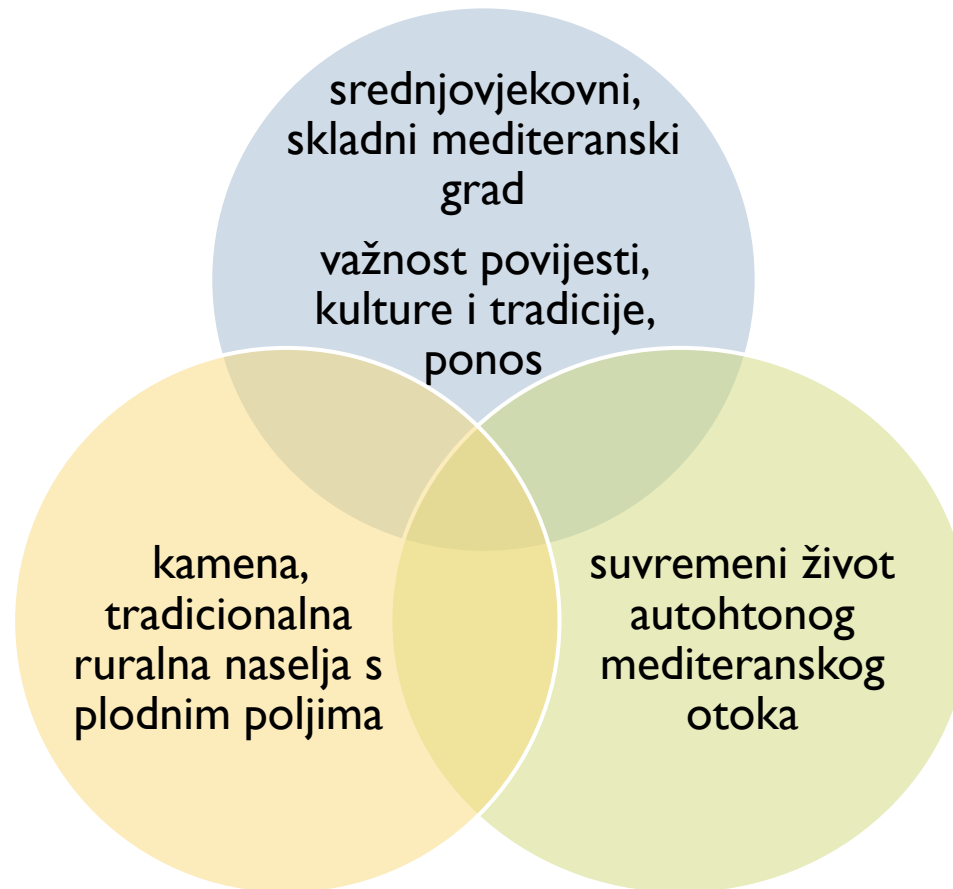 srednjovjekovni,
skladni mediteranski
grad
važnost povijesti,
kulture i tradicije,
ponos
kamena,
tradicionalna
ruralna naselja s
plodnim poljima
suvremeni život
autohtonog
mediteranskog
otoka